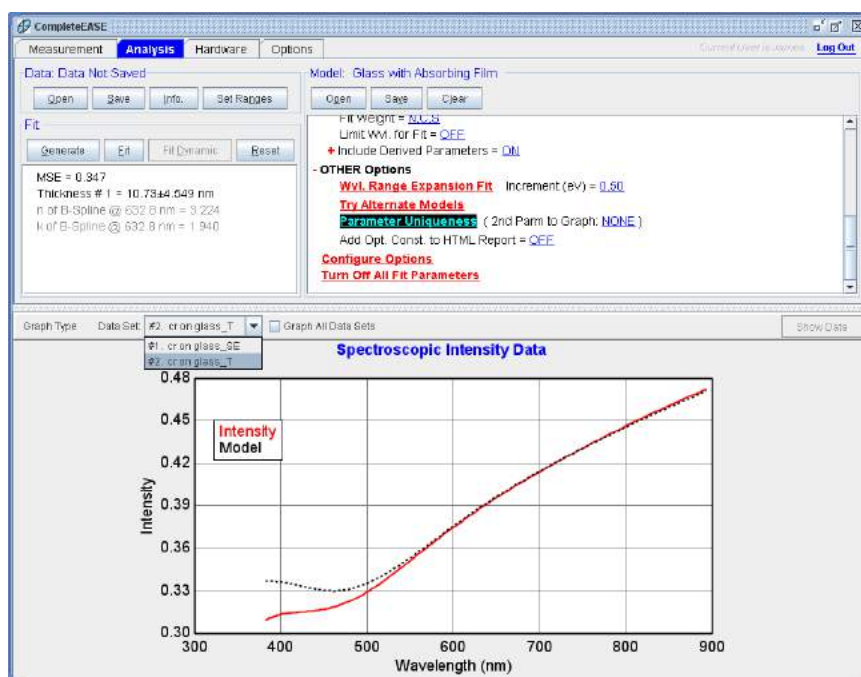 CompleteEASE
Measurement Analysis Hardware Options
Log Out
Data: Data Not Saved
Open Save Info. Set Ranges
Fit
Generate Fit Fit Dynamic Reset
MSE = 0.347
Thickness # 1 = 10.73±4.549 nm
n of B-Spline @ 632.8 nm = 3.224
k of B-Spline @ 632.8 nm = 1.940
Model: Glass with Absorbing Film
Open Save Clear
Fit Weight = N,C,S
Limit Wvl. for Fit = OFF
+ Include Derived Parameters = ON
- OTHER Options
Wvl. Range Expansion Fit Increment (eV) = 0.50
Try Alternate Models
Parameter Uniqueness ( 2nd Parm to Graph: NONE )
Add Opt. Const. to HTML Report = OFF
Configure Options
Turn Off All Fit Parameters
Graph Type Data Set: #2. cr on glass_T Graph All Data Sets Show Data
#1. cr on glass_SE
#2. cr on glass_T
Spectroscopic Intensity Data
Intensity
Model
Intensity
0.48
0.45
0.42
0.39
0.36
0.33
0.30
300 400 500 600 700 800 900
Wavelength (nm)